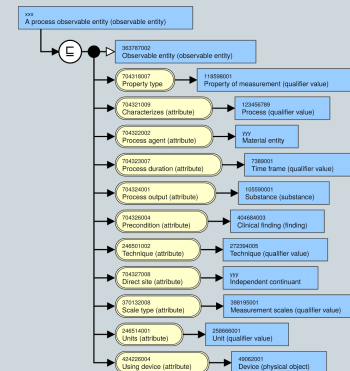 xxx
A process observable entity (observable entity)
363787002
Observable entity (observable entity)
704318007
Property type
118598001
Property of measurement (qualifier value)
704321009
Characterizes (attribute)
123456789
Process (qualifier value)
704322002
Process agent (attribute)
yyy
Material entity
704323007
Process duration (attribute)
7389001
Time frame (qualifier value)
704324001
Process output (attribute)
105590001
Substance (substance)
704326004
Precondition (attribute)
404684003
Clinical finding (finding)
246501002
Technique (attribute)
272394005
Technique (qualifier value)
704327008
Direct site (attribute)
yyy
Independent continuant
370132008
Scale type (attribute)
398195001
Measurement scales (qualifier value)
246514001
Units (attribute)
258666001
Unit (qualifier value)
424226004
Using device (attribute)
49062001
Device (physical object)